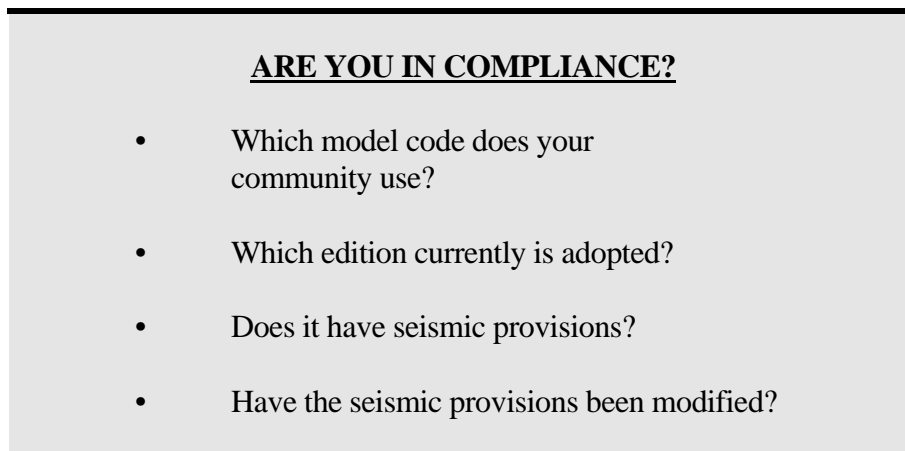 ARE YOU IN COMPLIANCE?
• Which model code does your
community use?
• Which edition currently is adopted?
• Does it have seismic provisions?
• Have the seismic provisions been modified?